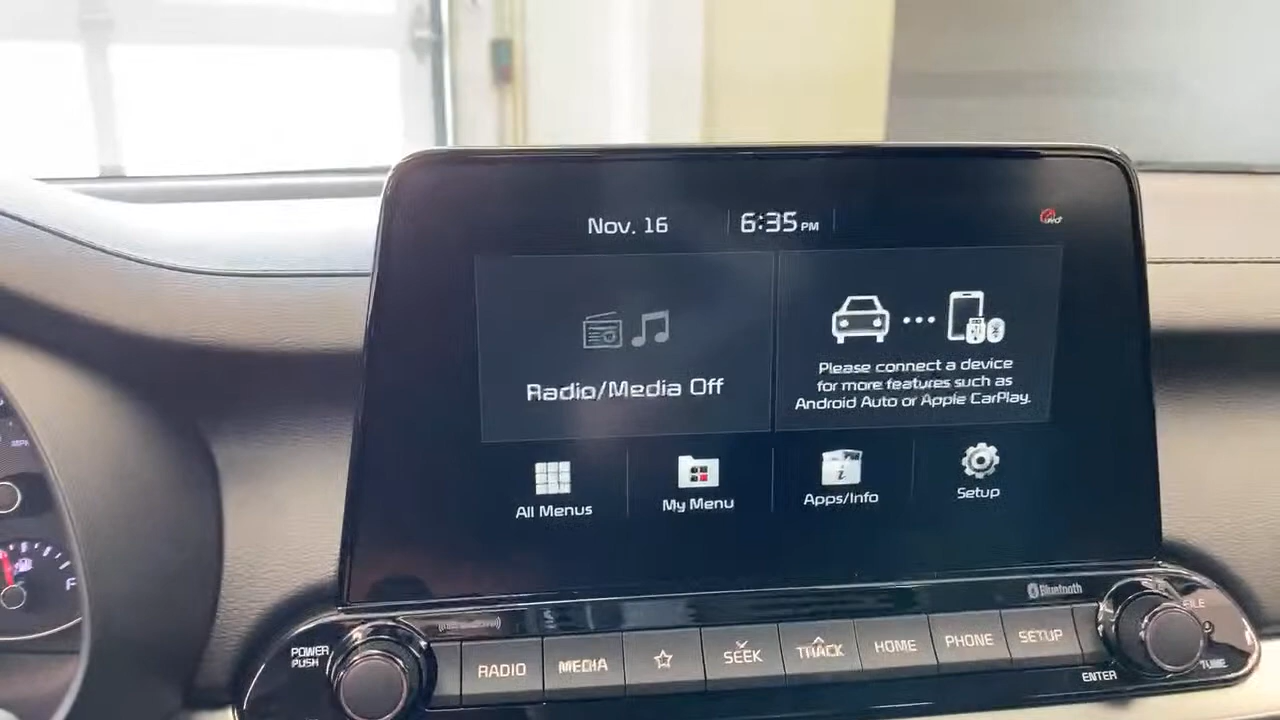 Nov. 16
6:35 PM
Radio/Media Off
Please connect a device
for more features such as
Android Auto or Apple CarPlay.
All Menus
My Menu
Apps/Info
Setup
Bluetooth
POWER
PUSH
RADIO
MEDIA
SEEK
TRACK
HOME
PHONE
SETUP
FILE
TUNE
ENTER
F